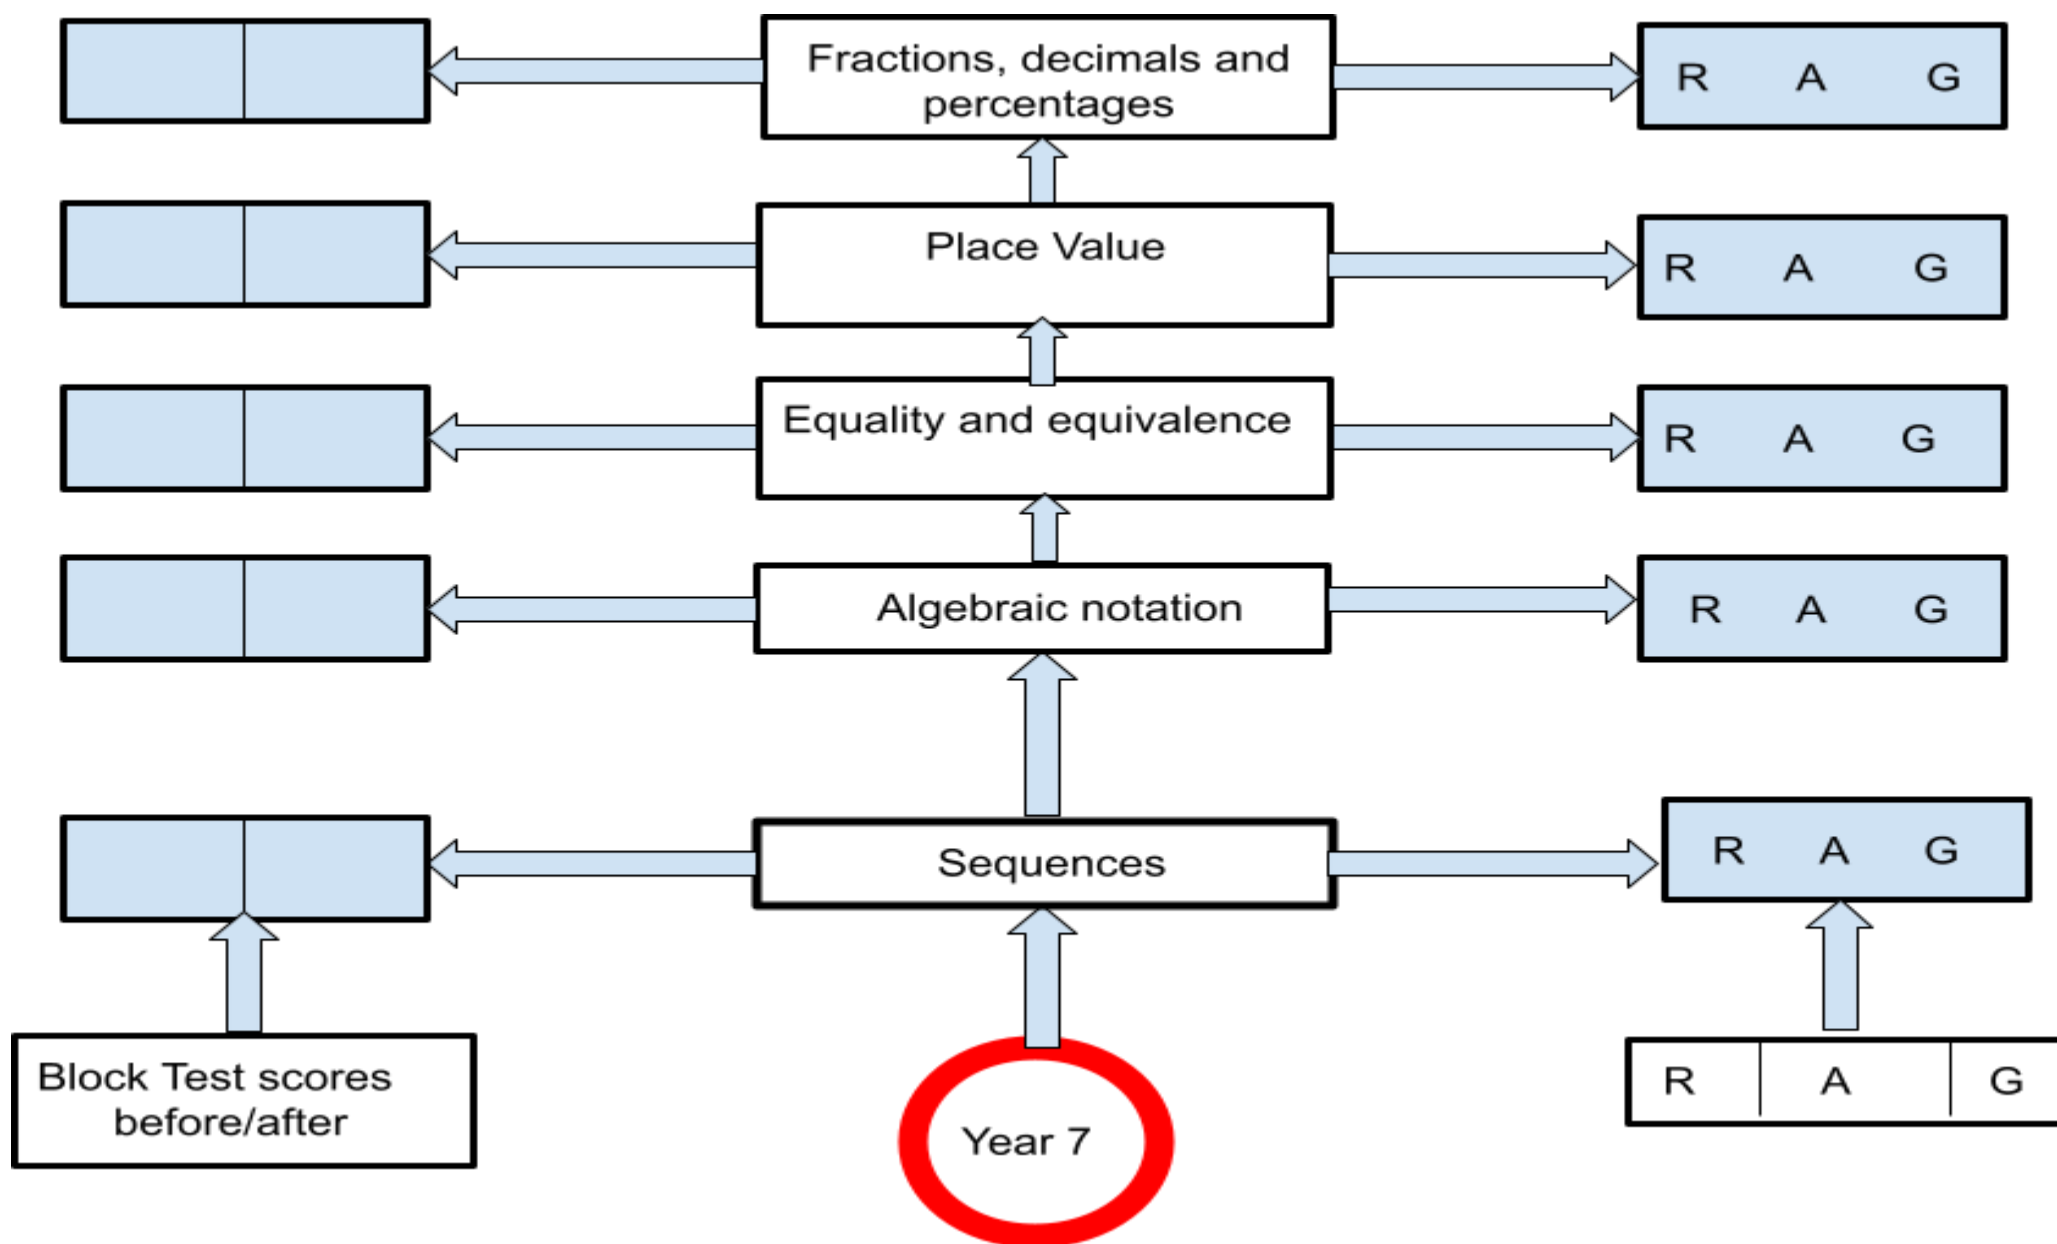 Fractions, decimals and
percentages
R A G
Place Value
R A G
Equality and equivalence
R A G
Algebraic notation
R A G
Sequences
R A G
Block Test scores
before/after
Year 7
R A G